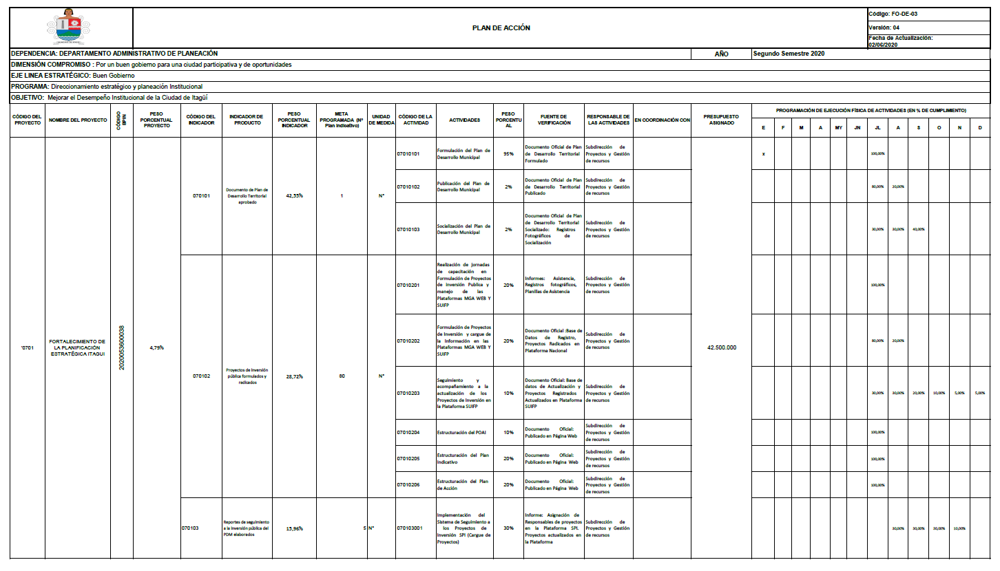 Código: FO-DE-03
PLAN DE ACCIÓN
Versión: 04
Fecha de Actualización:
02/06/2020
DEPENDENCIA: DEPARTAMENTO ADMINISTRATIVO DE PLANEACIÓN
AÑO
Segundo Semestre 2020
DIMENSIÓN COMPROMISO : Por un buen gobierno para una ciudad participativa y de oportunidades
EJE LINEA ESTRATÉGICO: Buen Gobierno
PROGRAMA: Direccionamiento estratégico y planeación Institucional
OBJETIVO: Mejorar el Desempeño Institucional de la Ciudad de Itagüí
CÓDIGO DEL
PROYECTO
NOMBRE DEL PROYECTO
CÓDIGO
BPIN
PESO
PORCENTUAL
PROYECTO
CÓDIGO DEL
INDICADOR
INDICADOR DE
PRODUCTO
PESO
PORCENTUAL
INDICADOR
META
PROGRAMADA (Nº
Plan Indicativo)
UNIDAD
DE MEDIDA
CÓDIGO DE LA
ACTIVIDAD
ACTIVIDADES
PESO
PORCENTU
AL
FUENTE DE
VERIFICACIÓN
RESPONSABLE DE
LAS ACTIVIDADES
EN COORDINACIÓN CON
PRESUPUESTO
ASIGNADO
PROGRAMACIÓN DE EJECUCIÓN FÍSICA DE ACTIVIDADES (EN % DE CUMPLIMIENTO)
E F M A MY JN JL A S O N D
'0701
FORTALECIMIENTO DE
LA PLANIFICACIÓN
ESTRATÉGICA ITAGUI
2020053600038
4,79%
42.500.000
070101
Documento de Plan de
Desarrollo Territorial
aprobado
42,55%
1
N°
07010101
Formulación del Plan de
Desarrollo Municipal
95%
Documento Oficial de Plan
de Desarrollo Territorial
Formulado
Subdirección de
Proyectos y Gestión
de recursos
x
100,00%
07010102
Publicación del Plan de
Desarrollo Municipal
2%
Documento Oficial de Plan
de Desarrollo Territorial
Publicado
Subdirección de
Proyectos y Gestión
de recursos
80,00% 20,00%
07010103
Socialización del Plan de
Desarrollo Municipal
2%
Documento Oficial de Plan
de Desarrollo Territorial
Socializado: Registros
Fotográficos de
Socialización
Subdirección de
Proyectos y Gestión
de recursos
30,00% 30,00% 40,00%
070102
Proyectos de Inversión
pública formulados y
radicados
28,72%
80
N°
07010201
Realización de jornadas
de capacitación en
Formulación de Proyectos
de inversión Publica y
manejo de las
Plataformas MGA WEB Y
SUIFP
20%
Informes: Asistencia,
Registros fotográficos,
Planillas de Asistencia
Subdirección de
Proyectos y Gestión
de recursos
100,00%
07010202
Formulación de Proyectos
de Inversión y cargue de
la Información en las
Plataformas MGA WEB Y
SUIFP
20%
Documento Oficial :Base de
Datos de Registro,
Proyectos Radicados en
Plataforma Nacional
Subdirección de
Proyectos y Gestión
de recursos
80,00% 20,00%
07010203
Seguimiento y
acompañamiento a la
actualización de los
Proyectos de Inversión en
la Plataforma SUIFP
10%
Documento Oficial: Base de
datos de Actualización y
Proyectos Registrados
Actualizados en Plataforma
SUIFP
Subdirección de
Proyectos y Gestión
de recursos
30,00% 30,00% 20,00% 10,00% 5,00% 5,00%
07010204
Estructuración del POAI
10%
Documento Oficial:
Publicado en Página Web
Subdirección de
Proyectos y Gestión
de recursos
100,00%
07010205
Estructuración del Plan
Indicativo
20%
Documento Oficial:
Publicado en Página Web
Subdirección de
Proyectos y Gestión
de recursos
100,00%
07010206
Estructuración del Plan
de Acción
20%
Documento Oficial:
Publicado en Página Web
Subdirección de
Proyectos y Gestión
de recursos
100,00%
070103
Reportes de seguimiento
a la inversión pública del
PDM elaborados
15,96%
5
N°
070103001
Implementación del
Sistema de Seguimiento a
los Proyectos de
Inversión SPI (Cargue de
Proyectos)
30%
Informe: Asignación de
Responsables de proyectos
en la Plataforma SPI.
Proyectos actualizados en
la Plataforma
Subdirección de
Proyectos y Gestión
de recursos
30,00% 30,00% 30,00% 10,00%